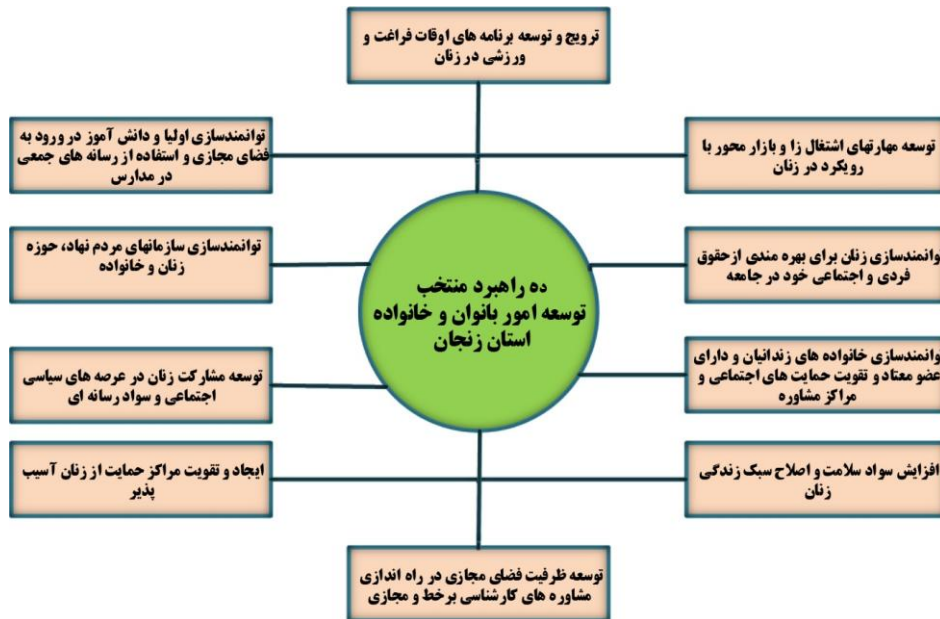 ترویج و توسعه برنامه های اوقات فراغت و
ورزشی در زنان
توسعه مهارتهای اشتغال زا و بازار محور با
رویکرد در زنان
توانمندسازی اولیا و دانش آموز در ورود به
فضای مجازی و استفاده از رسانه های جمعی
در مدارس
وانمندسازی زنان برای بهره مندی ازحقوق
فردی و اجتماعی خود در جامعه
توانمندسازی سازمانهای مردم نهاد، حوزه
زنان و خانواده
ده راهبرد منتخب
توسعه امور بانوان و خانواده
استان زنجان
وانمندسازی خانواده های زندانیان و دارای
عضو معتاد و تقویت حمایت های اجتماعی و
مراکز مشاوره
توسعه مشارکت زنان در عرصه های سیاسی
اجتماعی و سواد رسانه ای
افزایش سواد سلامت و اصلاح سبک زندگی
زنان
ایجاد و تقویت مراکز حمایت از زنان آسیب
پذیر
توسعه ظرفیت فضای مجازی در راه اندازی
مشاوره های کارشناسی برخط و مجازی